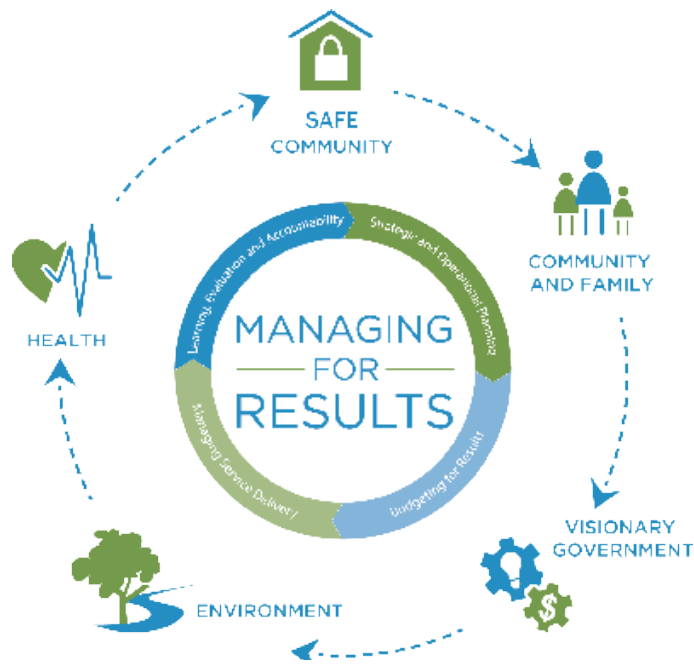 SAFE
COMMUNITY
COMMUNITY
AND FAMILY
VISIONARY
GOVERNMENT
$
ENVIRONMENT
HEALTH
Learning, Evaluation and Accountability
Strategic and Operational Planning
Budgeting for Results
Managing Service Delivery
MANAGING
FOR
RESULTS